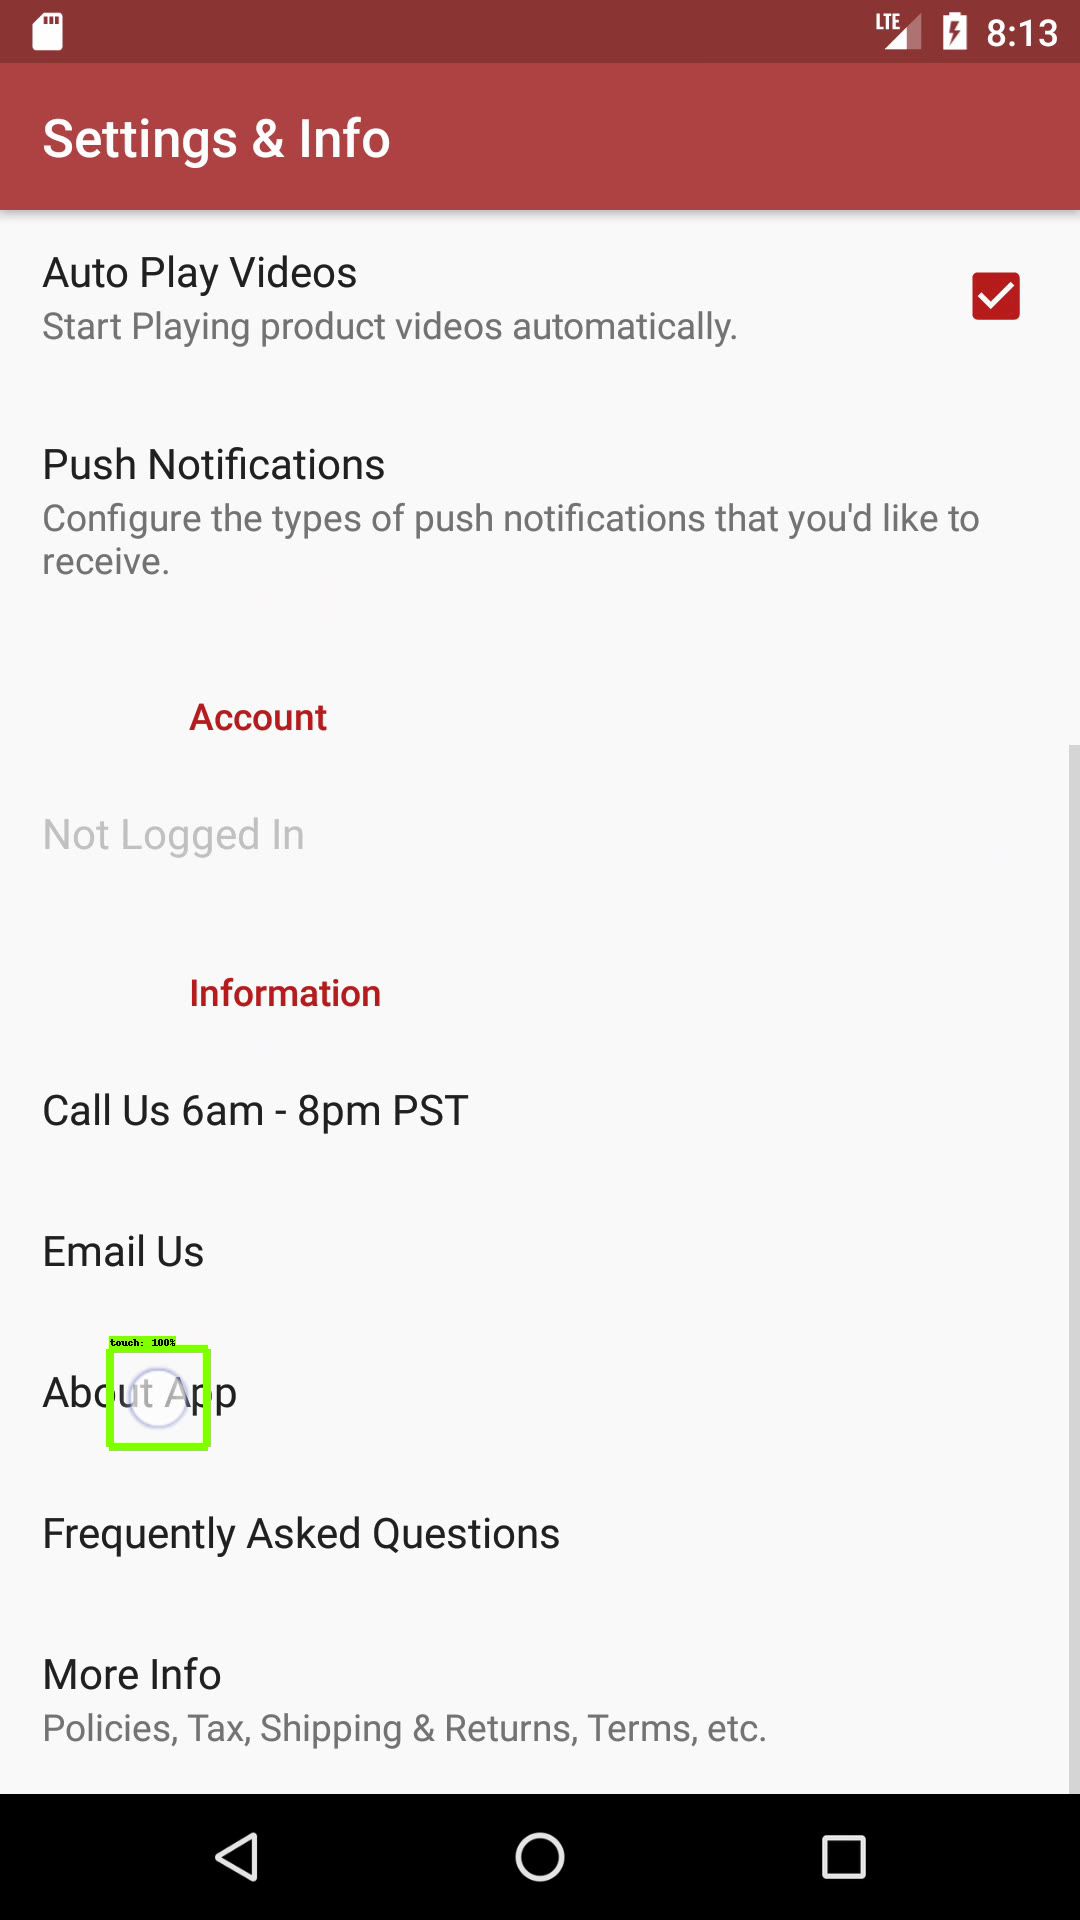 LTE 8:13
Settings & Info
Auto Play Videos
Start Playing product videos automatically.
Push Notifications
Configure the types of push notifications that you'd like to
receive.
Account
Not Logged In
Information
Call Us 6am - 8pm PST
Email Us
touch: 100%
About App
Frequently Asked Questions
More Info
Policies, Tax, Shipping & Returns, Terms, etc.